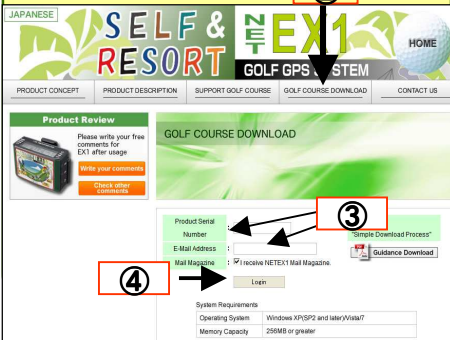 JAPANESE
SELF &
RESORT
ネット EX1
GOLF GPS SYSTEM
HOME
PRODUCT CONCEPT
PRODUCT DESCRIPTION
SUPPORT GOLF COURSE
GOLF COURSE DOWNLOAD
CONTACT US
Product Review
Please write your free
comments for
EX1 after usage
Write your comments
Check other
comments
GOLF COURSE DOWNLOAD
Product Serial
Number :
③
"Simple Download Process"
E-Mail Address :
Guidance Download
Mail Magazine : I receive NETEX1 Mail Magazine.
④
Login
System Requirements
Operating System Windows XP(SP2 and later)/Vista/7
Memory Capacity 256MB or greater